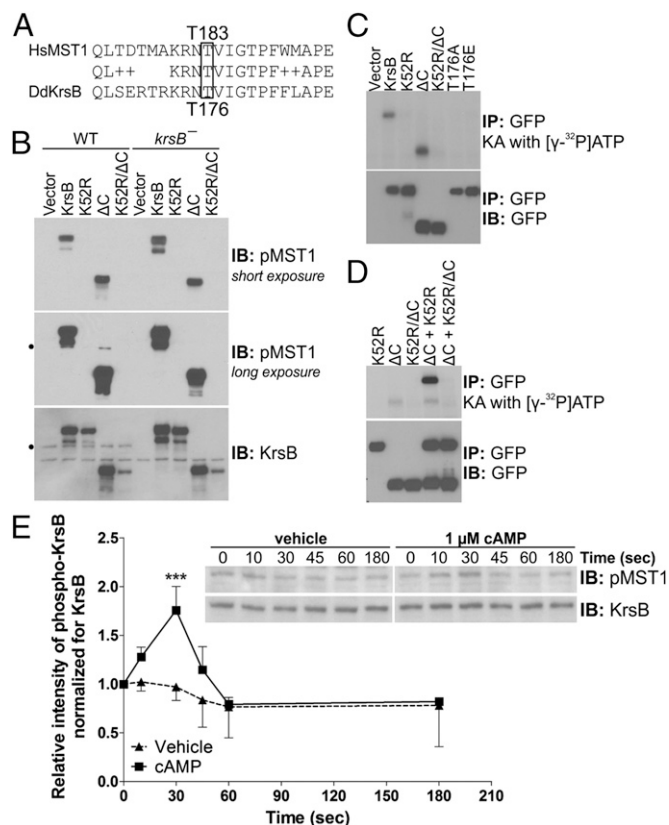 A
T183
HsMST1 QLTDTMAKRNTVIGTPFWMAPE
QL++ KRNTVIGTPF++APE
DdKrsB QLSERTRKRNTVIGTPFFLAPE
T176
B
WT krsB⁻
Vector KrsB K52R ΔC K52R/ΔC Vector KrsB K52R ΔC K52R/ΔC
IB: pMST1
short exposure
IB: pMST1
long exposure
IB: KrsB
C
Vector KrsB K52R ΔC K52R/ΔC T176A T176E
IP: GFP
KA with [γ-³²P]ATP
IP: GFP
IB: GFP
D
K52R ΔC K52R/ΔC ΔC + K52R ΔC + K52R/ΔC
IP: GFP
KA with [γ-³²P]ATP
IP: GFP
IB: GFP
E
Relative intensity of phospho-KrsB
normalized for KrsB
2.5
2.0
1.5
1.0
0.5
0.0
***
vehicle 1 µM cAMP
0 10 30 45 60 180 0 10 30 45 60 180 Time (sec)
IB: pMST1
IB: KrsB
Vehicle
cAMP
0 30 60 90 120 150 180 210
Time (sec)